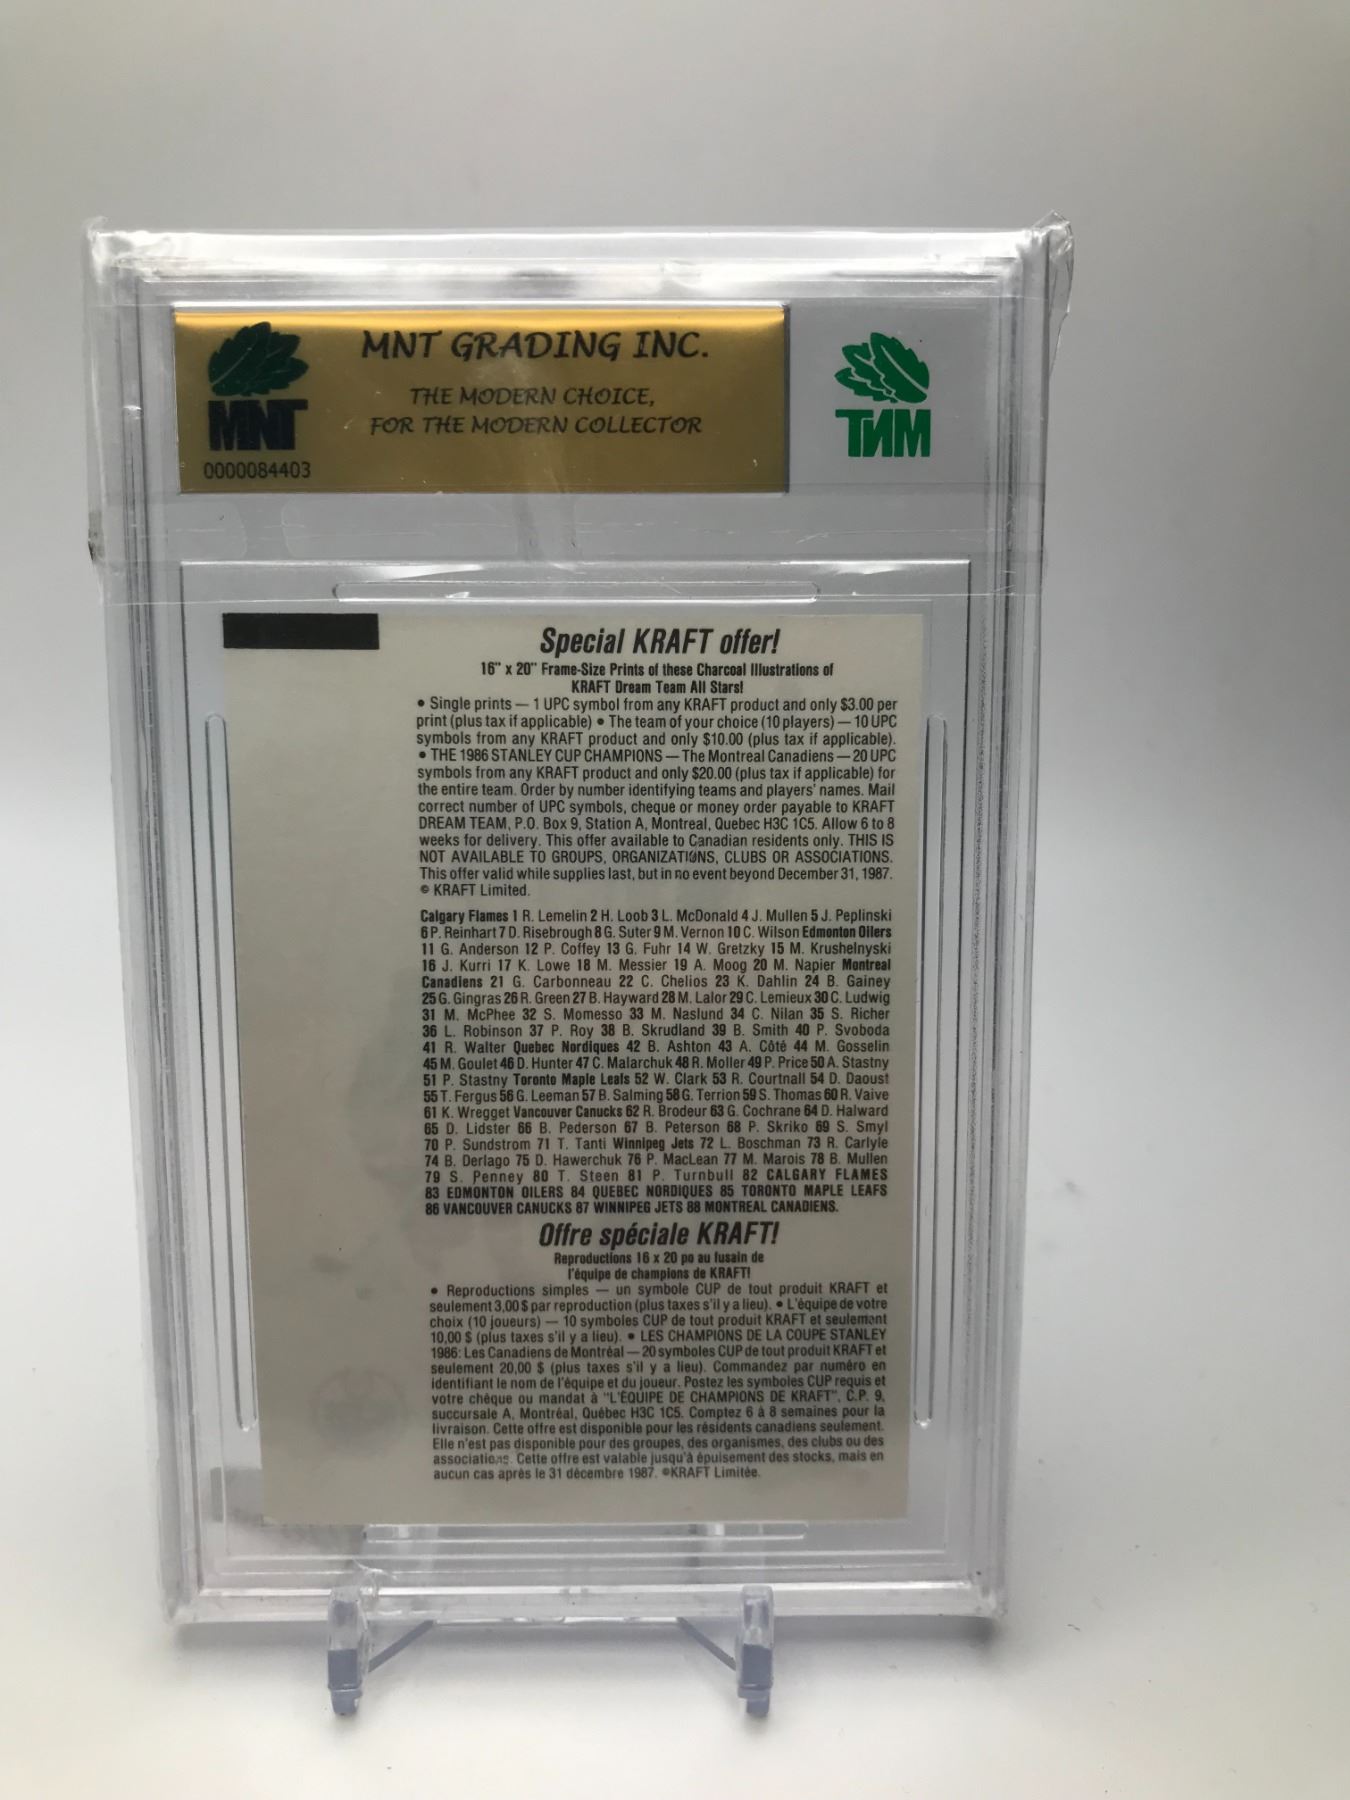 MNT GRADING INC.
THE MODERN CHOICE,
FOR THE MODERN COLLECTOR
MNT
0000084403
MNT
Special KRAFT offer!
16" x 20" Frame-Size Prints of these Charcoal Illustrations of
KRAFT Dream Team All Stars!
• Single prints — 1 UPC symbol from any KRAFT product and only $3.00 per
print (plus tax if applicable) • The team of your choice (10 players) — 10 UPC
symbols from any KRAFT product and only $10.00 (plus tax if applicable).
• THE 1986 STANLEY CUP CHAMPIONS — The Montreal Canadiens — 20 UPC
symbols from any KRAFT product and only $20.00 (plus tax if applicable) for
the entire team. Order by number identifying teams and players' names. Mail
correct number of UPC symbols, cheque or money order payable to KRAFT
DREAM TEAM, P.O. Box 9, Station A, Montreal, Quebec H3C 1C5. Allow 6 to 8
weeks for delivery. This offer available to Canadian residents only. THIS IS
NOT AVAILABLE TO GROUPS, ORGANIZATIONS, CLUBS OR ASSOCIATIONS.
This offer valid while supplies last, but in no event beyond December 31, 1987.
© KRAFT Limited.
Calgary Flames 1 R. Lemelin 2 H. Loob 3 L. McDonald 4 J. Mullen 5 J. Peplinski
6 P. Reinhart 7 D. Risebrough 8 G. Suter 9 M. Vernon 10 C. Wilson Edmonton Oilers
11 G. Anderson 12 P. Coffey 13 G. Fuhr 14 W. Gretzky 15 M. Krushelnyski
16 J. Kurri 17 K. Lowe 18 M. Messier 19 A. Moog 20 M. Napier Montreal
Canadiens 21 G. Carbonneau 22 C. Chelios 23 K. Dahlin 24 B. Gainey
25 G. Gingras 26 R. Green 27 B. Hayward 28 M. Lalor 29 C. Lemieux 30 C. Ludwig
31 M. McPhee 32 S. Momesso 33 M. Naslund 34 C. Nilan 35 S. Richer
36 L. Robinson 37 P. Roy 38 B. Skrudland 39 B. Smith 40 P. Svoboda
41 R. Walter Quebec Nordiques 42 B. Ashton 43 A. Côté 44 M. Gosselin
45 M. Goulet 46 D. Hunter 47 C. Malarchuk 48 R. Moller 49 P. Price 50 A. Stastny
51 P. Stastny Toronto Maple Leafs 52 W. Clark 53 R. Courtnall 54 D. Daoust
55 T. Fergus 56 G. Leeman 57 B. Salming 58 G. Terrion 59 S. Thomas 60 R. Vaive
61 K. Wregget Vancouver Canucks 62 R. Brodeur 63 G. Cochrane 64 D. Halward
65 D. Lidster 66 B. Pederson 67 B. Peterson 68 P. Skriko 69 S. Smyl
70 P. Sundstrom 71 T. Tanti Winnipeg Jets 72 L. Boschman 73 R. Carlyle
74 B. Derlago 75 D. Hawerchuk 76 P. MacLean 77 M. Marois 78 B. Mullen
79 S. Penney 80 T. Steen 81 P. Turnbull 82 CALGARY FLAMES
83 EDMONTON OILERS 84 QUEBEC NORDIQUES 85 TORONTO MAPLE LEAFS
86 VANCOUVER CANUCKS 87 WINNIPEG JETS 88 MONTREAL CANADIENS.
Offre spéciale KRAFT!
Reproductions 16 x 20 po au fusain de
l'équipe de champions de KRAFT!
• Reproductions simples — un symbole CUP de tout produit KRAFT et
seulement 3,00 $ par reproduction (plus taxes s'il y a lieu). • L'équipe de votre
choix (10 joueurs) — 10 symboles CUP de tout produit KRAFT et seulement
10,00 $ (plus taxes s'il y a lieu). • LES CHAMPIONS DE LA COUPE STANLEY
1986: Les Canadiens de Montréal — 20 symboles CUP de tout produit KRAFT et
seulement 20,00 $ (plus taxes s'il y a lieu). Commandez par numéro en
identifiant le nom de l'équipe et du joueur. Postez les symboles CUP requis et
votre chèque ou mandat à "L'ÉQUIPE DE CHAMPIONS DE KRAFT", C.P. 9,
succursale A, Montréal, Québec H3C 1C5. Comptez 6 à 8 semaines pour la
livraison. Cette offre est disponible pour les résidents canadiens seulement.
Elle n'est pas disponible pour des groupes, des organismes, des clubs ou des
associations. Cette offre est valable jusqu'à épuisement des stocks, mais en
aucun cas après le 31 décembre 1987. ©KRAFT Limitée.